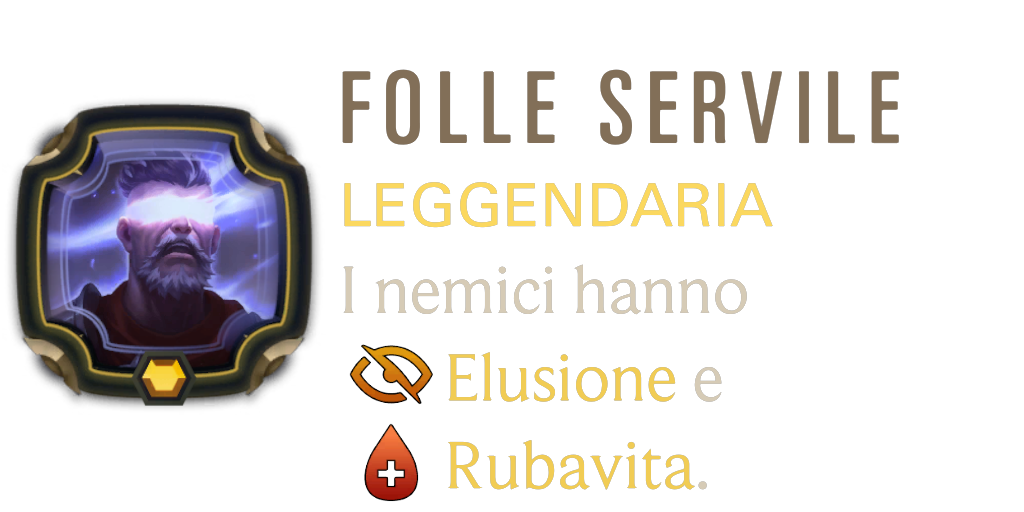 FOLLE SERVILE
LEGGENDARIA
I nemici hanno
Elusione e
Rubavita.